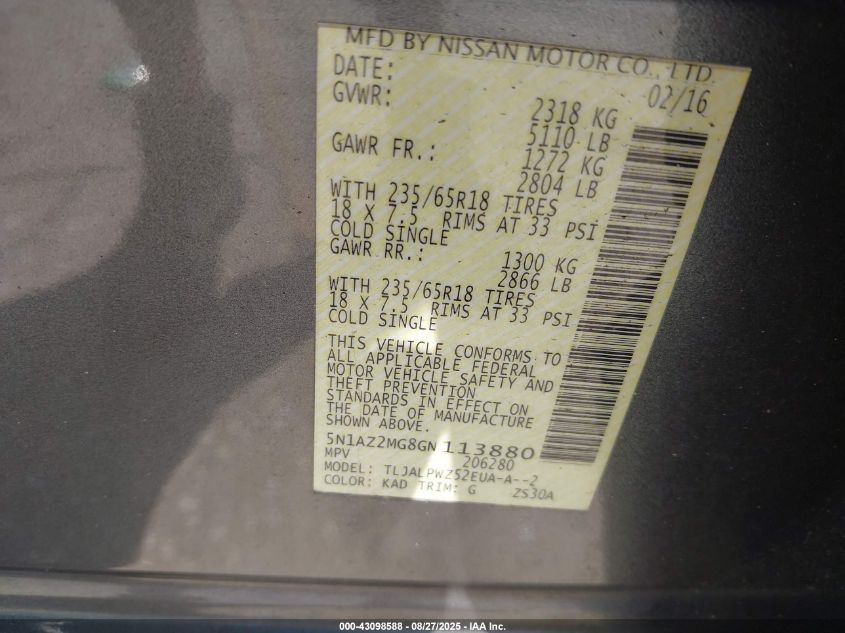 MFD BY NISSAN MOTOR CO., LTD.
DATE: 02/16
GVWR: 2318 KG
5110 LB
GAWR FR.: 1272 KG
2804 LB
WITH 235/65R18 TIRES
18 X 7.5 RIMS AT 33 PSI
COLD SINGLE
GAWR RR.: 1300 KG
2866 LB
WITH 235/65R18 TIRES
18 X 7.5 RIMS AT 33 PSI
COLD SINGLE
THIS VEHICLE CONFORMS TO
ALL APPLICABLE FEDERAL
MOTOR VEHICLE SAFETY AND
THEFT PREVENTION
STANDARDS IN EFFECT ON
THE DATE OF MANUFACTURE
SHOWN ABOVE.
5N1AZ2MG8GN113880
MPV 206280
MODEL: TLJALPWZ52EUA-A--2
COLOR: KAD TRIM: G ZS30A
000-43098588 -- 08/27/2025 -- IAA Inc.